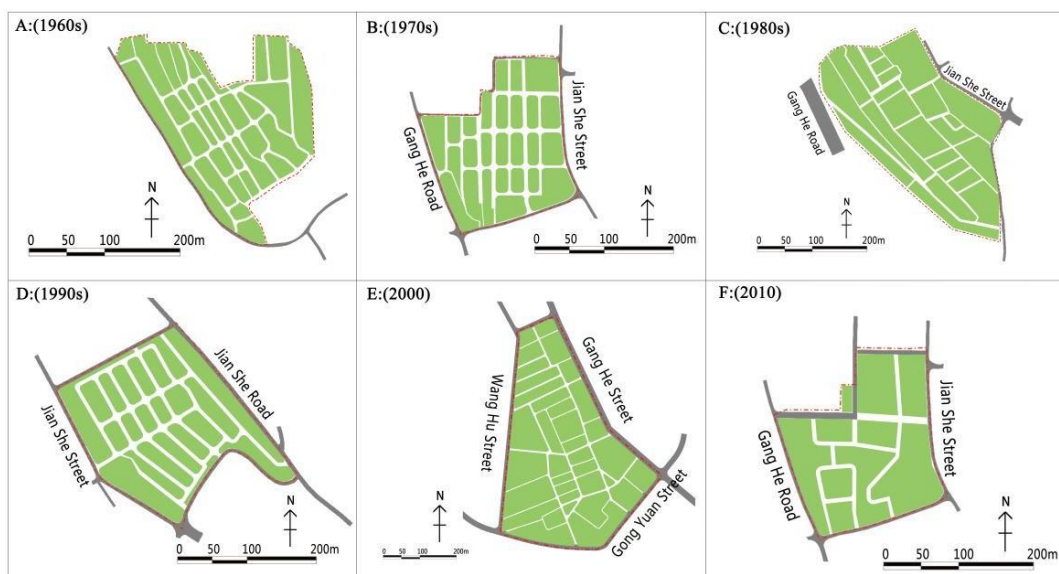 A:(1960s)
N
0 50 100 200m
B:(1970s)
Jian She Street
Gang He Road
N
0 50 100 200m
C:(1980s)
Jian She Street
Gang He Road
N
0 50 100 200m
D:(1990s)
Jian She Road
Jian She Street
N
0 50 100 200m
E:(2000)
Gang He Street
Wang Hu Street
Gong Yuan Street
N
0 50 100 200m
F:(2010)
Jian She Street
Gang He Road
N
0 50 100 200m